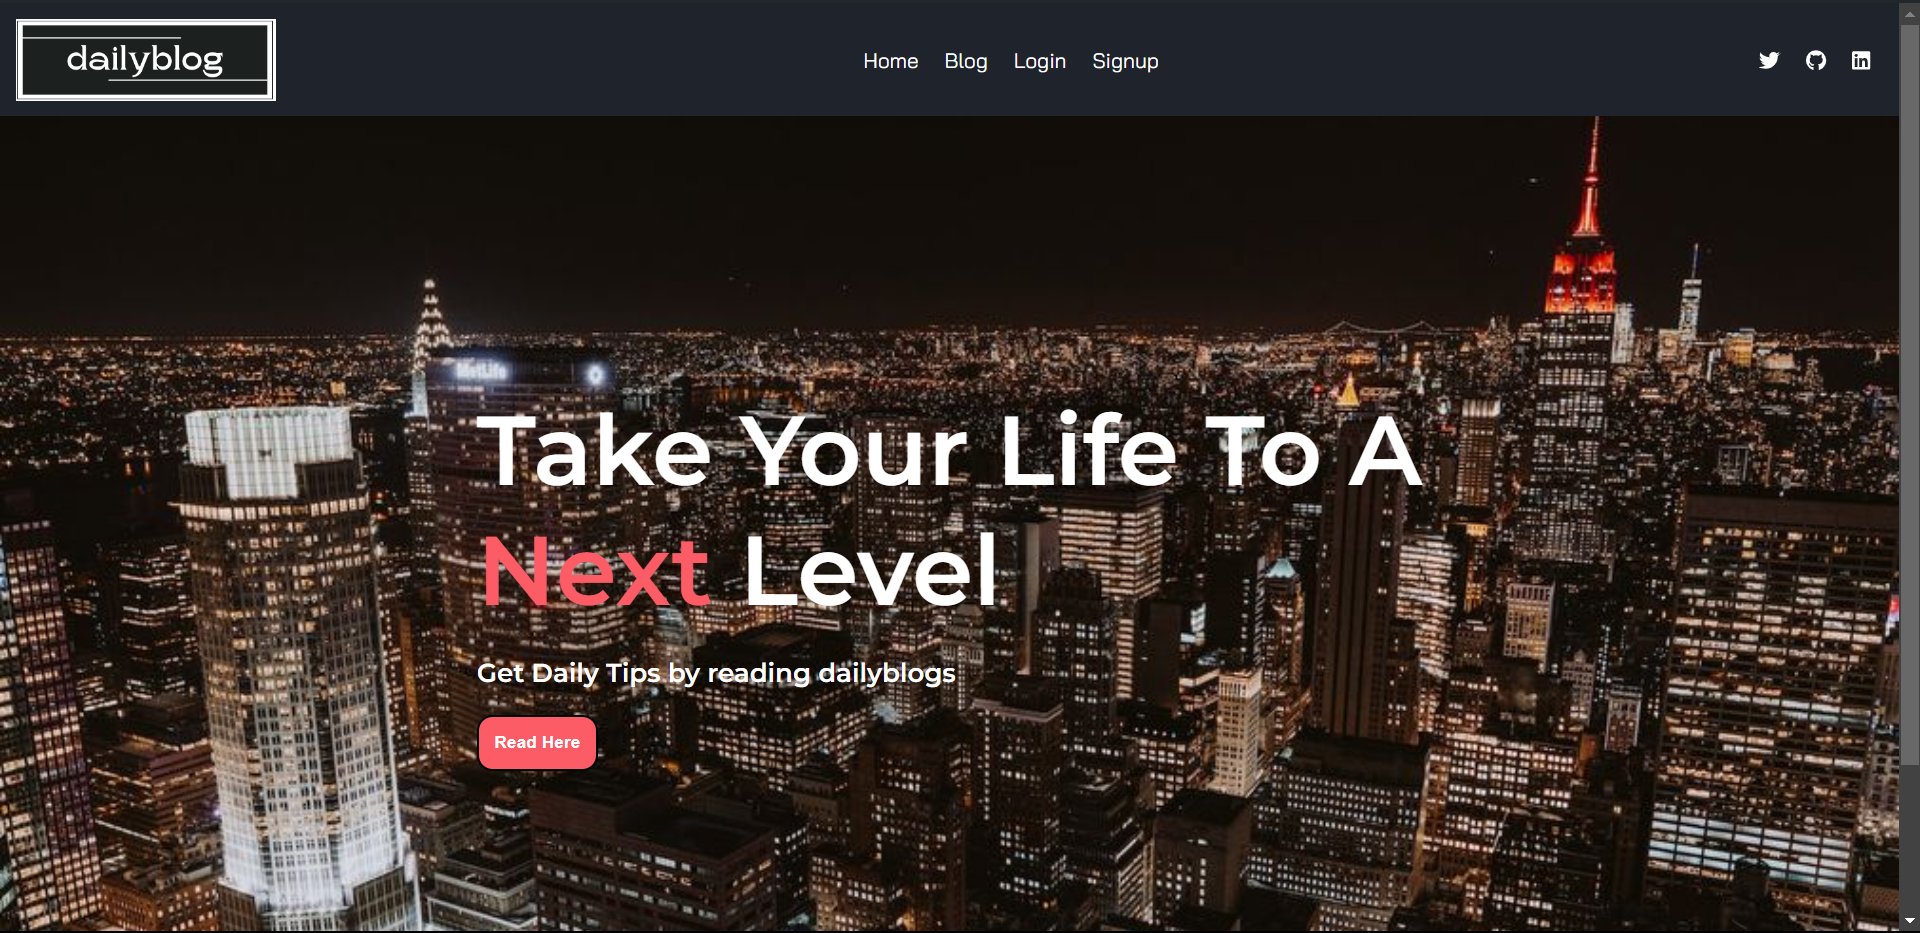 dailyblog
Home Blog Login Signup
MetLife
Take Your Life To A
Next Level
Get Daily Tips by reading dailyblogs
Read Here